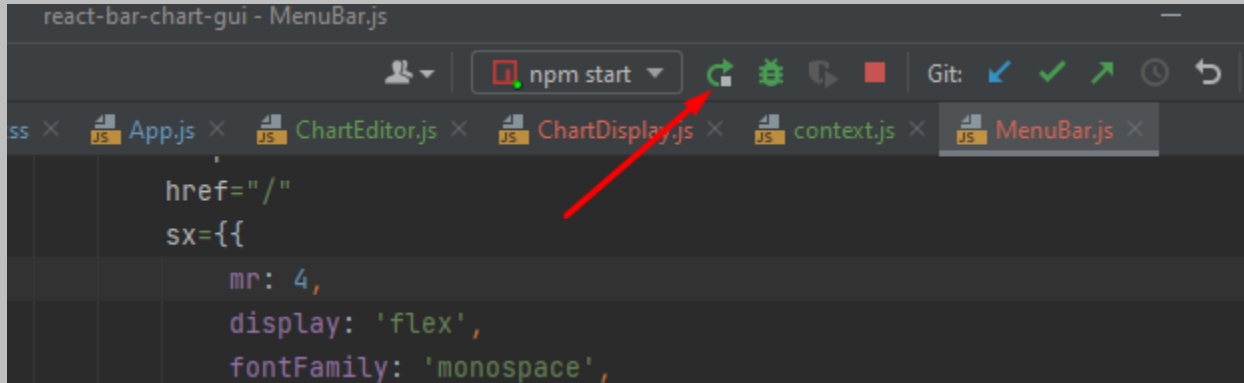 react-bar-chart-gui - MenuBar.js
npm start Git:
ss JS App.js JS ChartEditor.js JS ChartDisplay.js JS context.js JS MenuBar.js
href="/"
sx={{
mr: 4,
display: 'flex',
fontFamily: 'monospace',